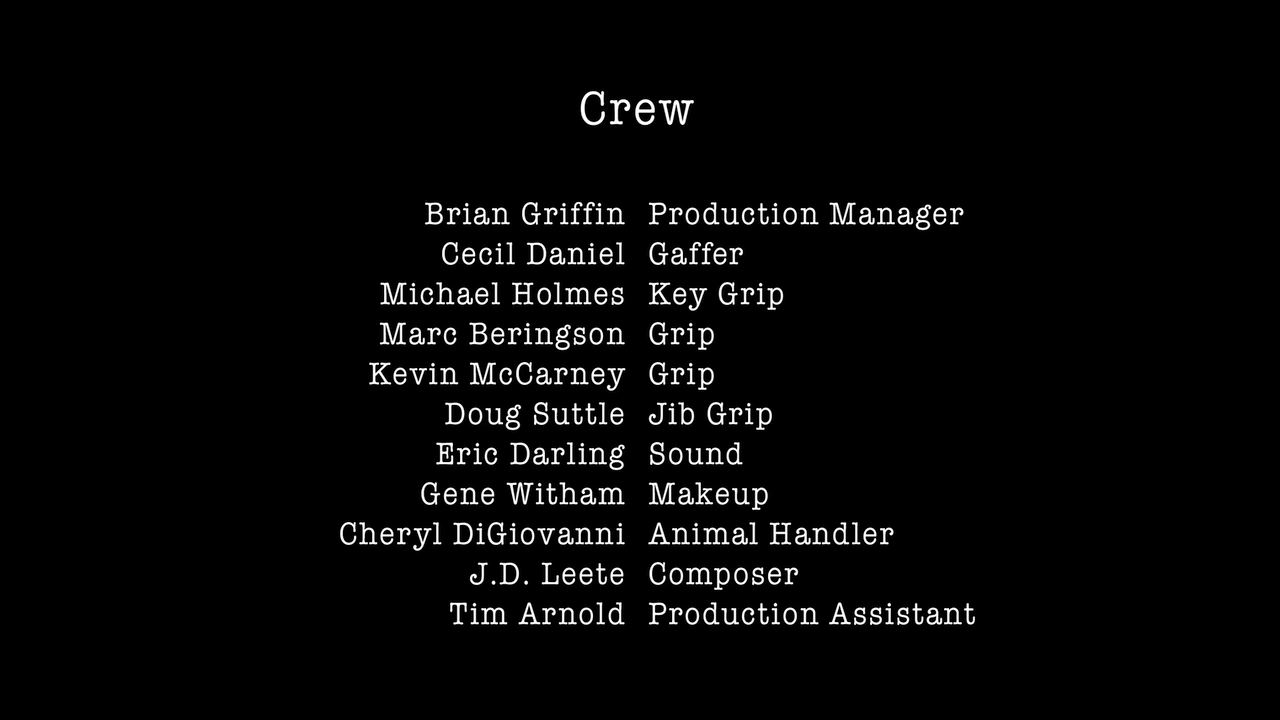 Crew
Brian Griffin Production Manager
Cecil Daniel Gaffer
Michael Holmes Key Grip
Marc Beringson Grip
Kevin McCarney Grip
Doug Suttle Jib Grip
Eric Darling Sound
Gene Witham Makeup
Cheryl DiGiovanni Animal Handler
J.D. Leete Composer
Tim Arnold Production Assistant